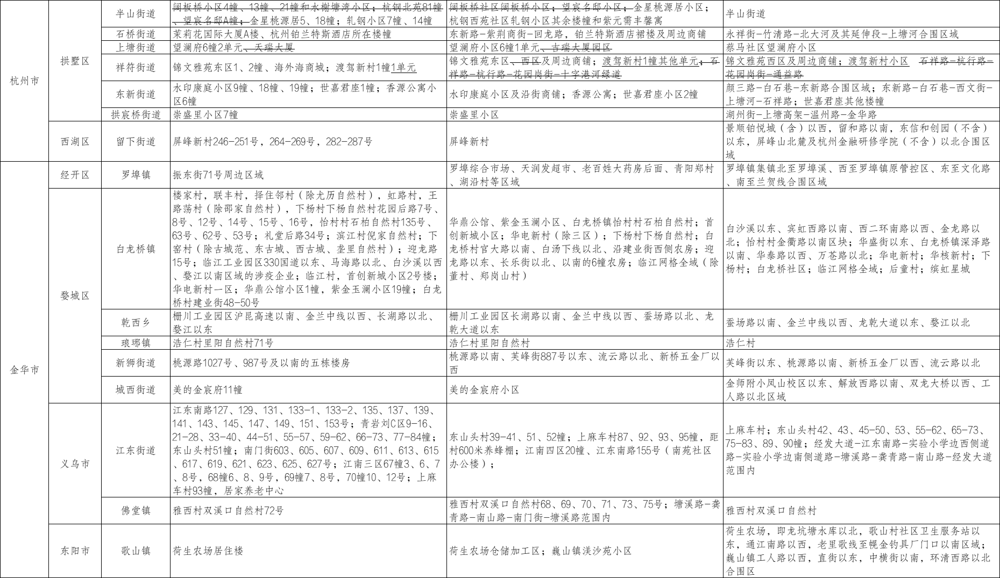 杭州市
拱墅区
半山街道
阔板桥小区4幢、13幢、21幢和水榭塘湾小区；杭钢北苑81幢
、望宸名邸A幢；金星桃源居5、18幢；轧钢小区7幢、14幢
阔板桥社区阔板桥小区；望宸名邸小区；金星桃源居小区；
杭钢西苑社区轧钢小区其余楼幢和紫元需丰馨寓
半山街道
石桥街道
茉莉花国际大厦A楼、杭州铂兰特斯酒店所在楼幢
东新路-紫荆商街-回龙路，铂兰特斯酒店裙楼及周边商铺
永祥街-竹清路-北大河及其延伸段-上塘河合围区域
上塘街道
望澜府6幢2单元、天瑞大厦
望澜府小区6幢1单元、吉瑞大厦园区
蔡马社区望澜府小区
祥符街道
锦文雅苑东区1、2幢、海外海商城；渡驾新村1幢1单元
锦文雅苑东区、西区及周边商铺；渡驾新村1幢其他单元；石
祥路-杭行路-花园岗街-十字港河绿道
锦文雅苑西区及周边商铺；渡驾新村小区　石祥路-杭行路-
花园岗街-通益路
东新街道
水印康庭小区9幢、18幢、19幢；世嘉君座1幢；香源公寓小
区6幢
水印康庭小区及沿街商铺；香源公寓；世嘉君座小区2幢
颜三路-白石巷-东新路合围区域；东新路-白石巷-西文街-
上塘河-石祥路；世嘉君座其他楼幢
拱宸桥街道
崇盛里小区7幢
崇盛里小区
湖州街-上塘高架-温州路-金华路
西湖区
留下街道
屏峰新村246-251号，264-269号，282-287号
屏峰新村
景顺铂悦城（含）以西，留和路以南，东信和创园（不含）
以东，屏峰山北麓及杭州金融研修学院（不含）以北合围区
域
金华市
经开区
罗埠镇
振东街71号周边区域
罗埠综合市场、天润发超市、老百姓大药房后面、青阳郑村
、湖沿村等区域
罗埠镇集镇北至罗埠溪、西至罗埠镇原管控区、东至文化路
、南至兰贺线合围区域
婺城区
白龙桥镇
楼家村，联丰村，择住邻村（除尤历自然村），虹路村，王
路荡村（除邵家自然村），下杨村下杨自然村花园后路7号、
8号、12号、14号、15号、16号，怡村村石柏自然村135号、
63号、62号、53号；礼堂后路34号；滨江村倪家自然村；下
窑村（除古城范、东古城、西古城、垄里自然村）；迎龙路
15号；临江工业园区330国道以东、马海路以北、白沙溪以西
、婺江以南区域的涉疫企业；临江村，首创新城小区2号楼；
华电新村一区；华鼎公馆小区1幢，紫金玉澜小区19幢；白龙
桥村建业街48-50号
华鼎公馆、紫金玉澜小区、白龙桥镇怡村村石柏自然村；首
创新城小区；华电新村（除三区）；下杨村下杨自然村；白
龙桥村官大路以南、白汤下线以北、沿建业街西侧农房；迎
龙路以东、长乐街以北、以南的6幢农房；临江网格全域（除
董村、郑岗山村）
白沙溪以东、宾虹西路以南、西二环南路以西、金龙路以
北；怡村村金衢路以南区块；华盛街以东、白龙桥镇深泽路
以南、华泰路以西、万苍路以北；华电新村；华核新村；下
杨村；白龙桥社区；临江网格全域；后童村；缤虹星城
乾西乡
栅川工业园区沪昆高速以南、金兰中线以西、长湖路以北、
婺江以东
栅川工业园区长湖路以南、金兰中线以西、蚕场路以北、龙
乾大道以东
蚕场路以南、金兰中线以西、龙乾大道以东、婺江以北
琅琊镇
浩仁村里阳自然村71号
浩仁村里阳自然村
浩仁村
新狮街道
桃源路1027号、987号及以南的五栋楼房
桃源路以南、芙峰街887号以东、流云路以北、新桥五金厂以
西
芙峰街以东、桃源路以南、新桥五金厂以西、流云路以北
城西街道
美的金宸府11幢
美的金宸府小区
金师附小凤山校区以东、解放西路以南、双龙大桥以西、工
人路以北区域
义乌市
江东街道
江东南路127、129、131、133-1、133-2、135、137、139、
141、143、145、147、149、151、153号；青岩刘C区9-16、
21-28、33-40、44-51、55-57、59-62、66-73、77-84幢；
东山头村51幢；南门街603、605、607、609、611、613、615
、617、619、621、623、625、627号；江南三区67幢3、6、7
、8号，68幢6、8、9号，69幢7、8号，70幢10、12号；上麻
车村93幢，居家养老中心
东山头村39-41、51、52幢；上麻车村87、92、93、95幢，距
村600米养蜂棚；江南四区20幢、江东南路155号（南苑社区
办公楼）；
上麻车村；东山头村42、43、45-50、53、55-62、65-73、
75-83、89、90幢；经发大道-江东南路-实验小学边西侧道
路-实验小学边南侧道路-塘溪路-龚青路-南山路-经发大道
范围内
佛堂镇
雅西村双溪口自然村72号
雅西村双溪口自然村68、69、70、71、73、75号；塘溪路-龚
青路-南山路-南门街-塘溪路范围内
雅西村双溪口自然村
东阳市
歌山镇
荷生农场居住楼
荷生农场仓储加工区；巍山镇渼沙苑小区
荷生农场，即龙坑塘水库以北，歌山村社区卫生服务站以
东，通江南路以西，老里歌线至幌金钓具厂门口以南区域；
巍山镇工人路以西，直街以东，中横街以南，环清西路以北
合围区